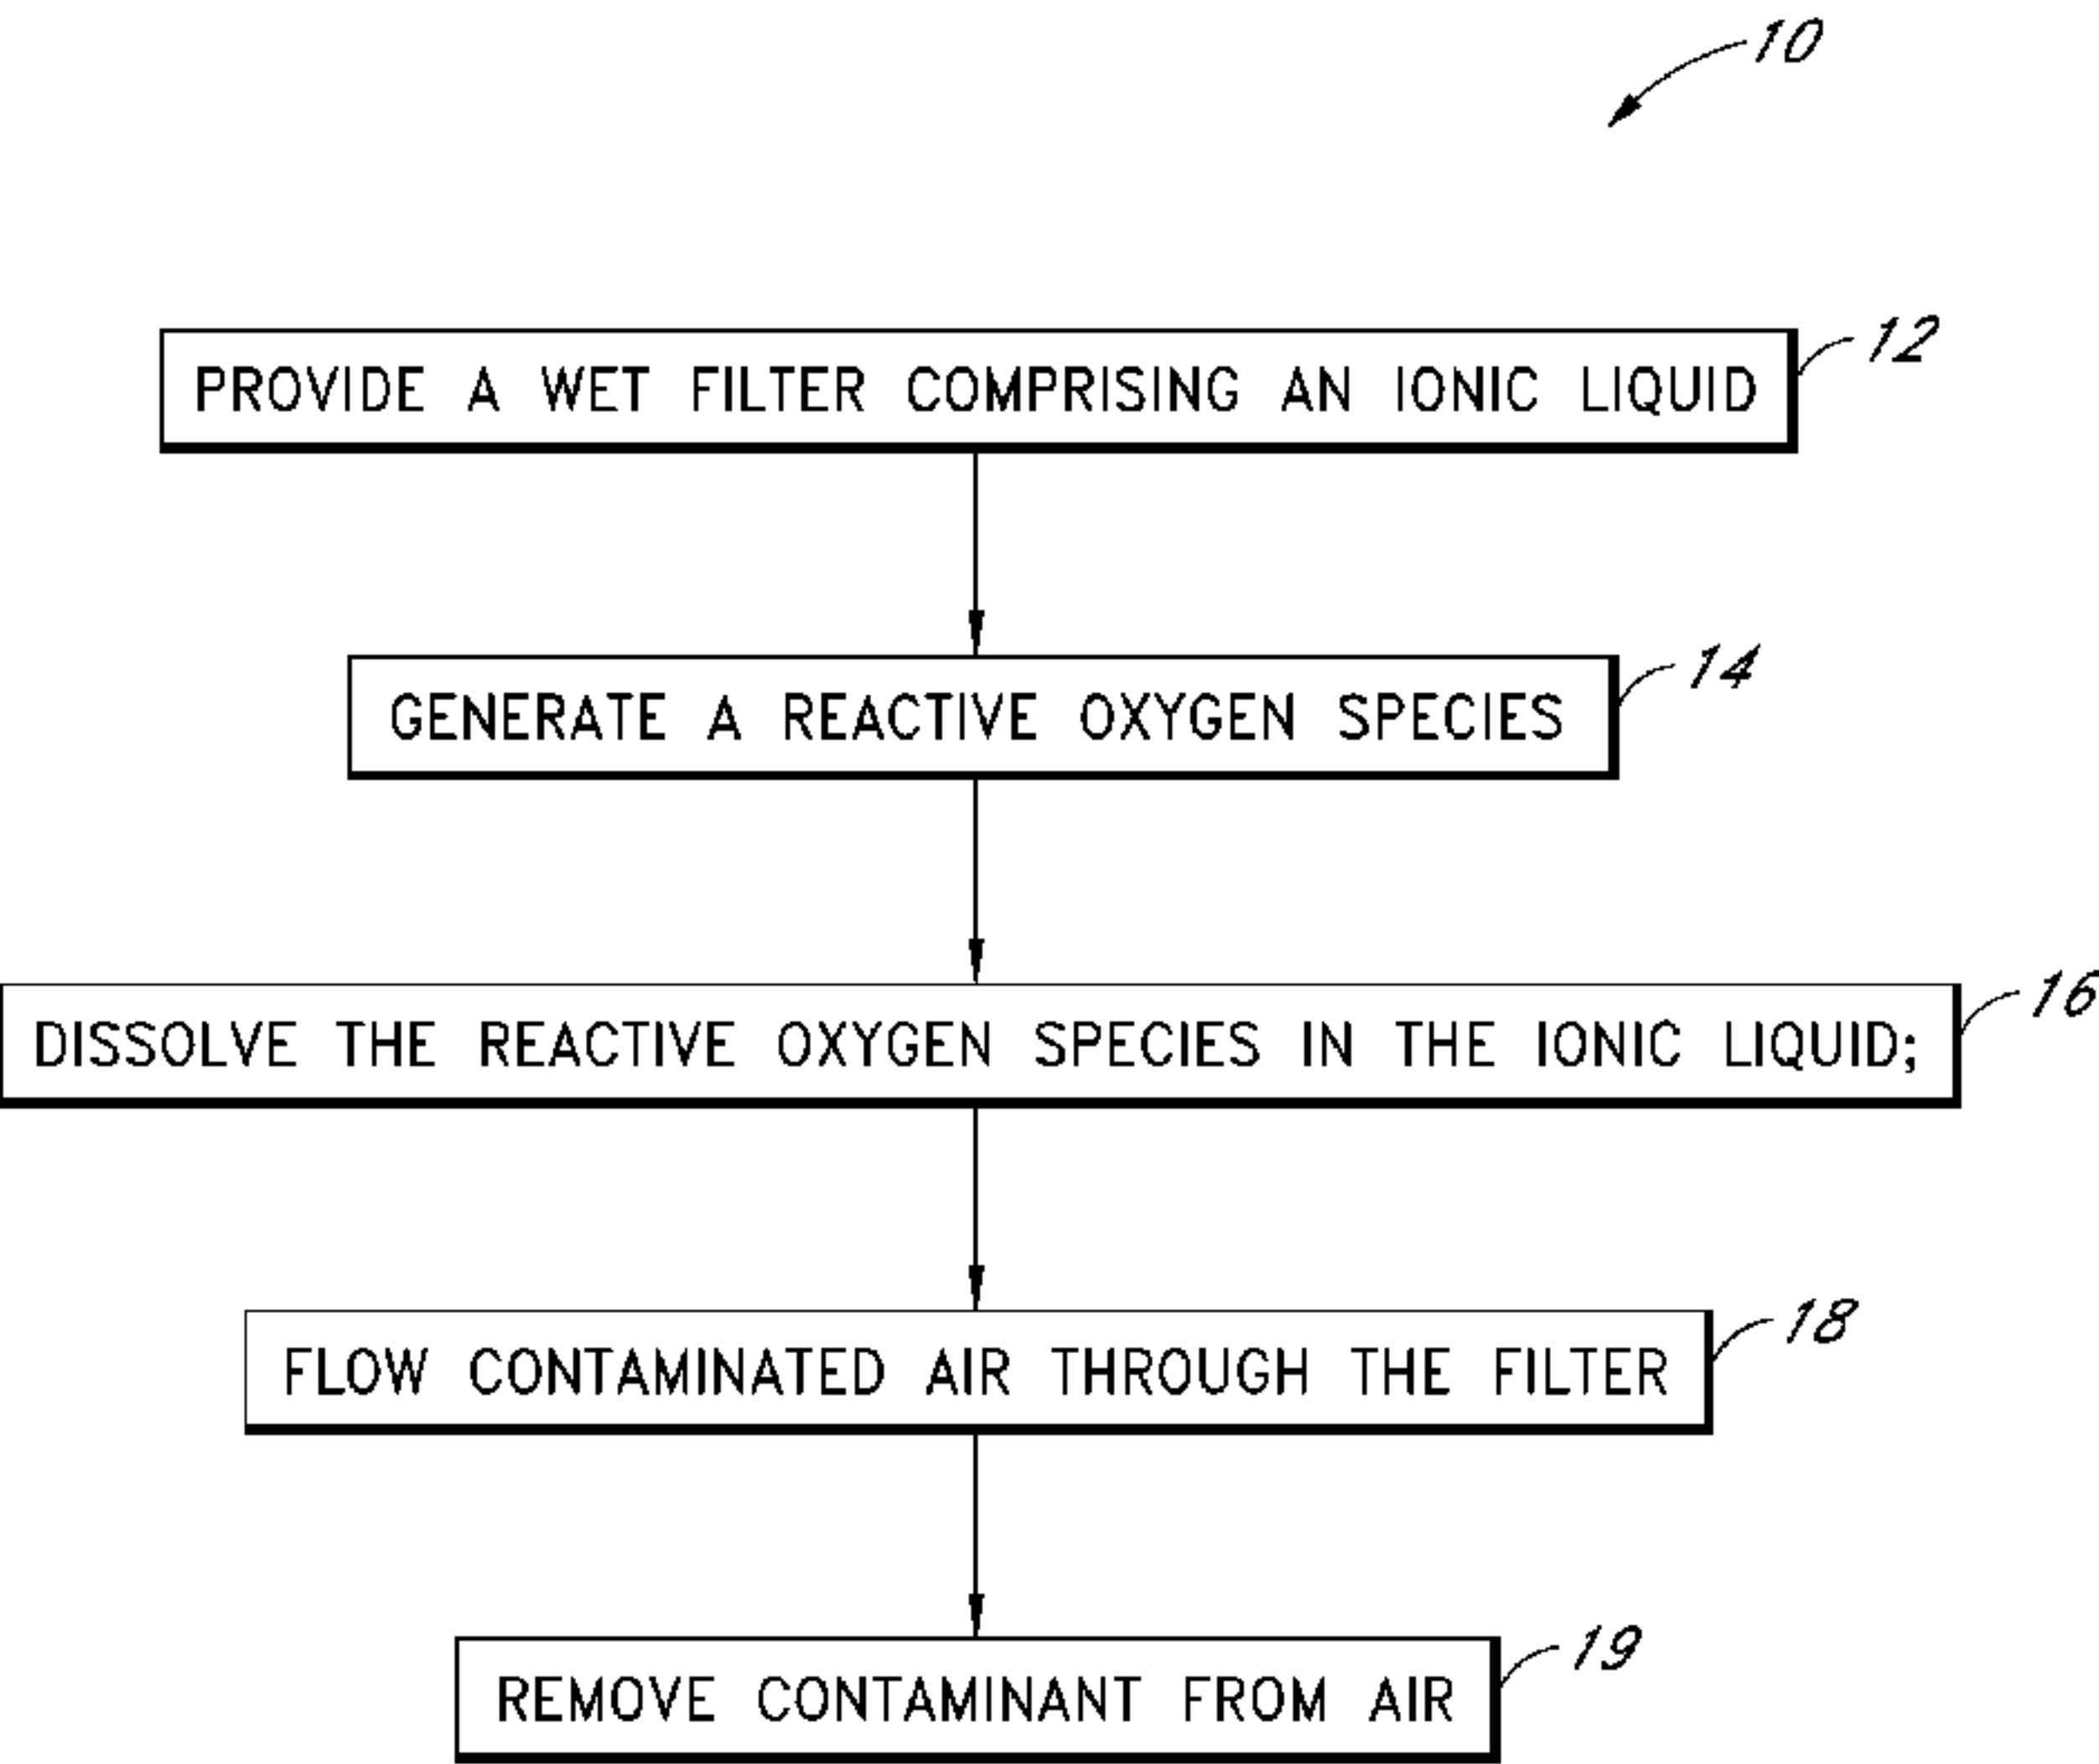 10
PROVIDE A WET FILTER COMPRISING AN IONIC LIQUID
12
GENERATE A REACTIVE OXYGEN SPECIES
14
DISSOLVE THE REACTIVE OXYGEN SPECIES IN THE IONIC LIQUID;
16
FLOW CONTAMINATED AIR THROUGH THE FILTER
18
REMOVE CONTAMINANT FROM AIR
19